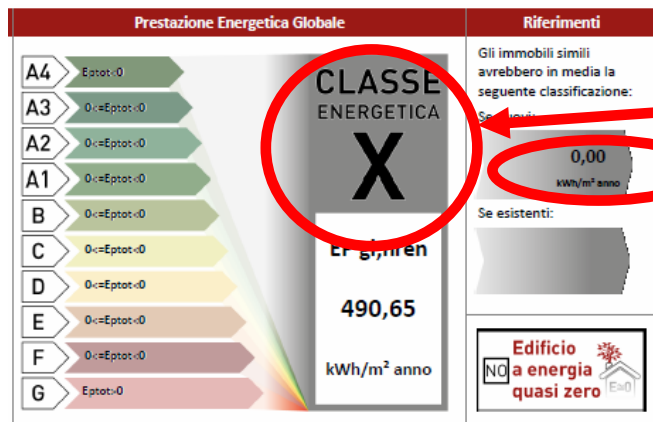 Prestazione Energetica Globale
A4 Eptot<0
A3 0<=Eptot<0
A2 0<=Eptot<0
A1 0<=Eptot<0
B 0<=Eptot<0
C 0<=Eptot<0
D 0<=Eptot<0
E 0<=Eptot<0
F 0<=Eptot<0
G Eptot>0
CLASSE
ENERGETICA
X
EP gl,nren
490,65
kWh/m² anno
Riferimenti
Gli immobili simili
avrebbero in media la
seguente classificazione:
Se nuovi:
0,00
kWh/m² anno
Se esistenti:
NO
Edificio
a energia
quasi zero
E≃0